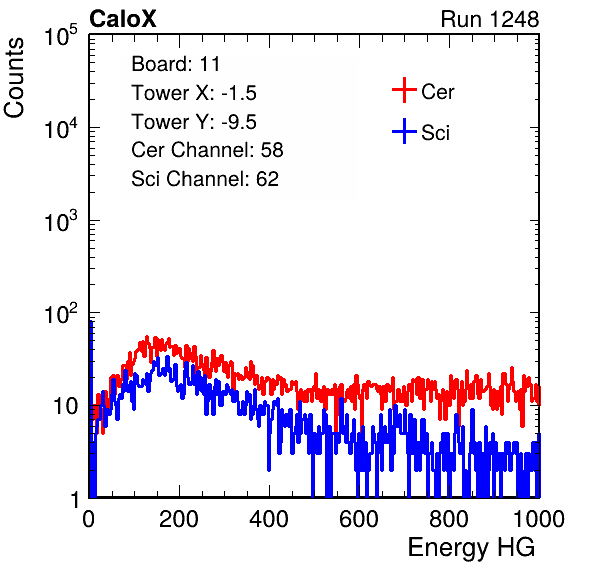 CaloX Run 1248
Counts
10^5
10^4
10^3
10^2
10
1
Board: 11
Tower X: -1.5
Tower Y: -9.5
Cer Channel: 58
Sci Channel: 62
Cer
Sci
0 200 400 600 800 1000
Energy HG